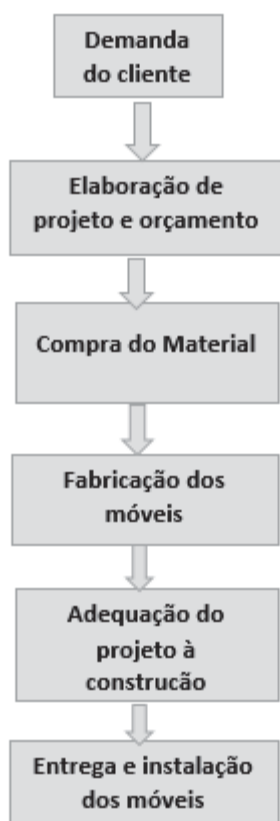 Demanda
do cliente
Elaboração de
projeto e orçamento
Compra do Material
Fabricação dos
móveis
Adequação do
projeto à
construcão
Entrega e instalação
dos móveis